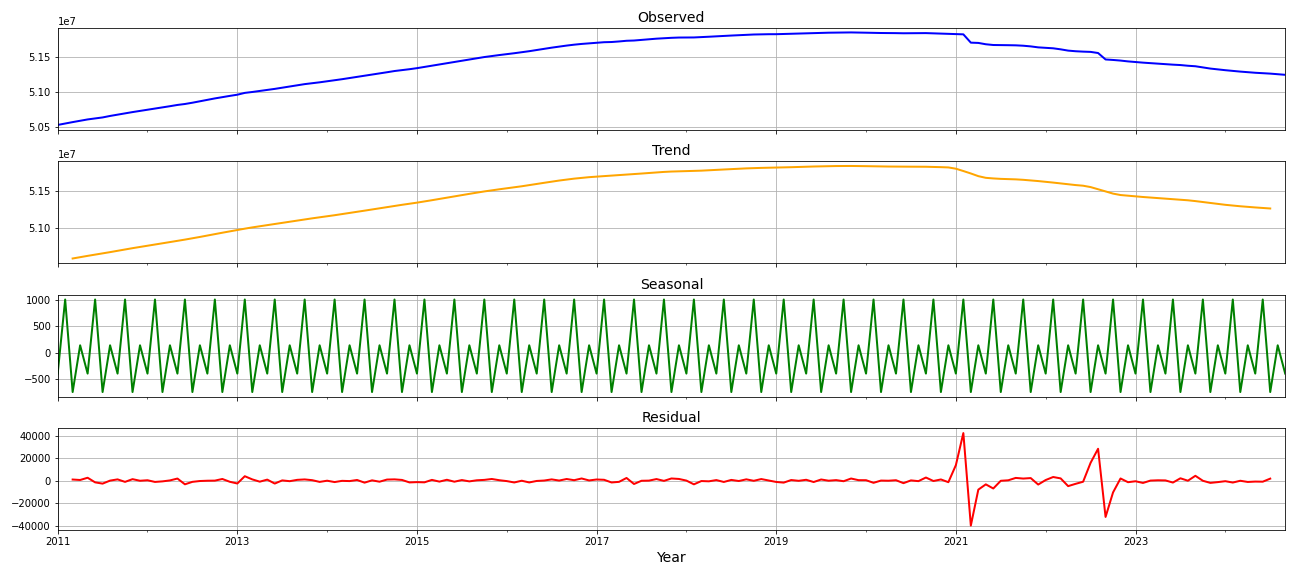 Observed
1e7
5.15
5.10
5.05
Trend
1e7
5.15
5.10
Seasonal
1000
500
0
−500
Residual
40000
20000
0
−20000
−40000
2011 2013 2015 2017 2019 2021 2023
Year